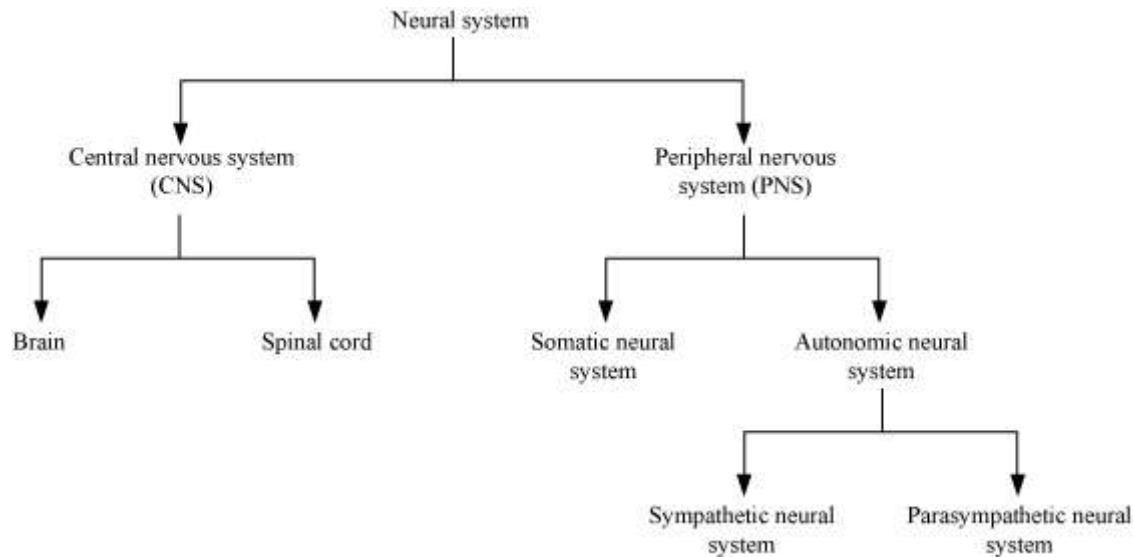 Neural system
Central nervous system
(CNS)
Peripheral nervous
system (PNS)
Brain
Spinal cord
Somatic neural
system
Autonomic neural
system
Sympathetic neural
system
Parasympathetic neural
system